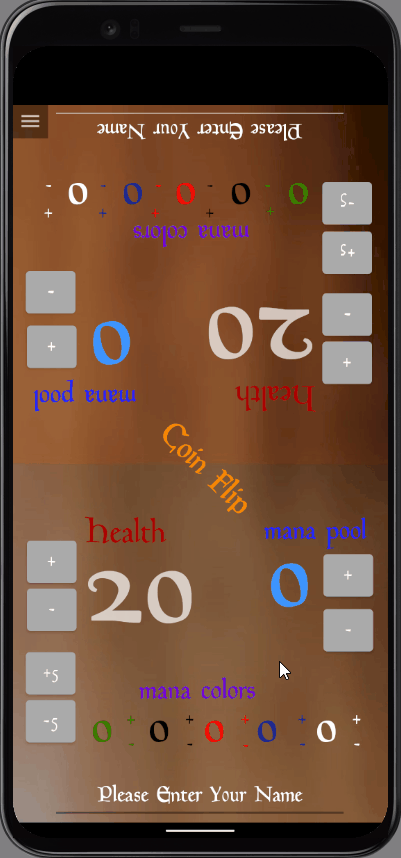 Please Enter Your Name
- - - - -
0 0 0 0 0
+ + + + +
mana colors
-5
+5
-
+
-
+
0
20
mana pool
health
Coin Flip
Health
mana pool
+
-
20
0
+
-
+5
-5
mana colors
+ + + + +
0 0 0 0 0
- - - - -
Please Enter Your Name